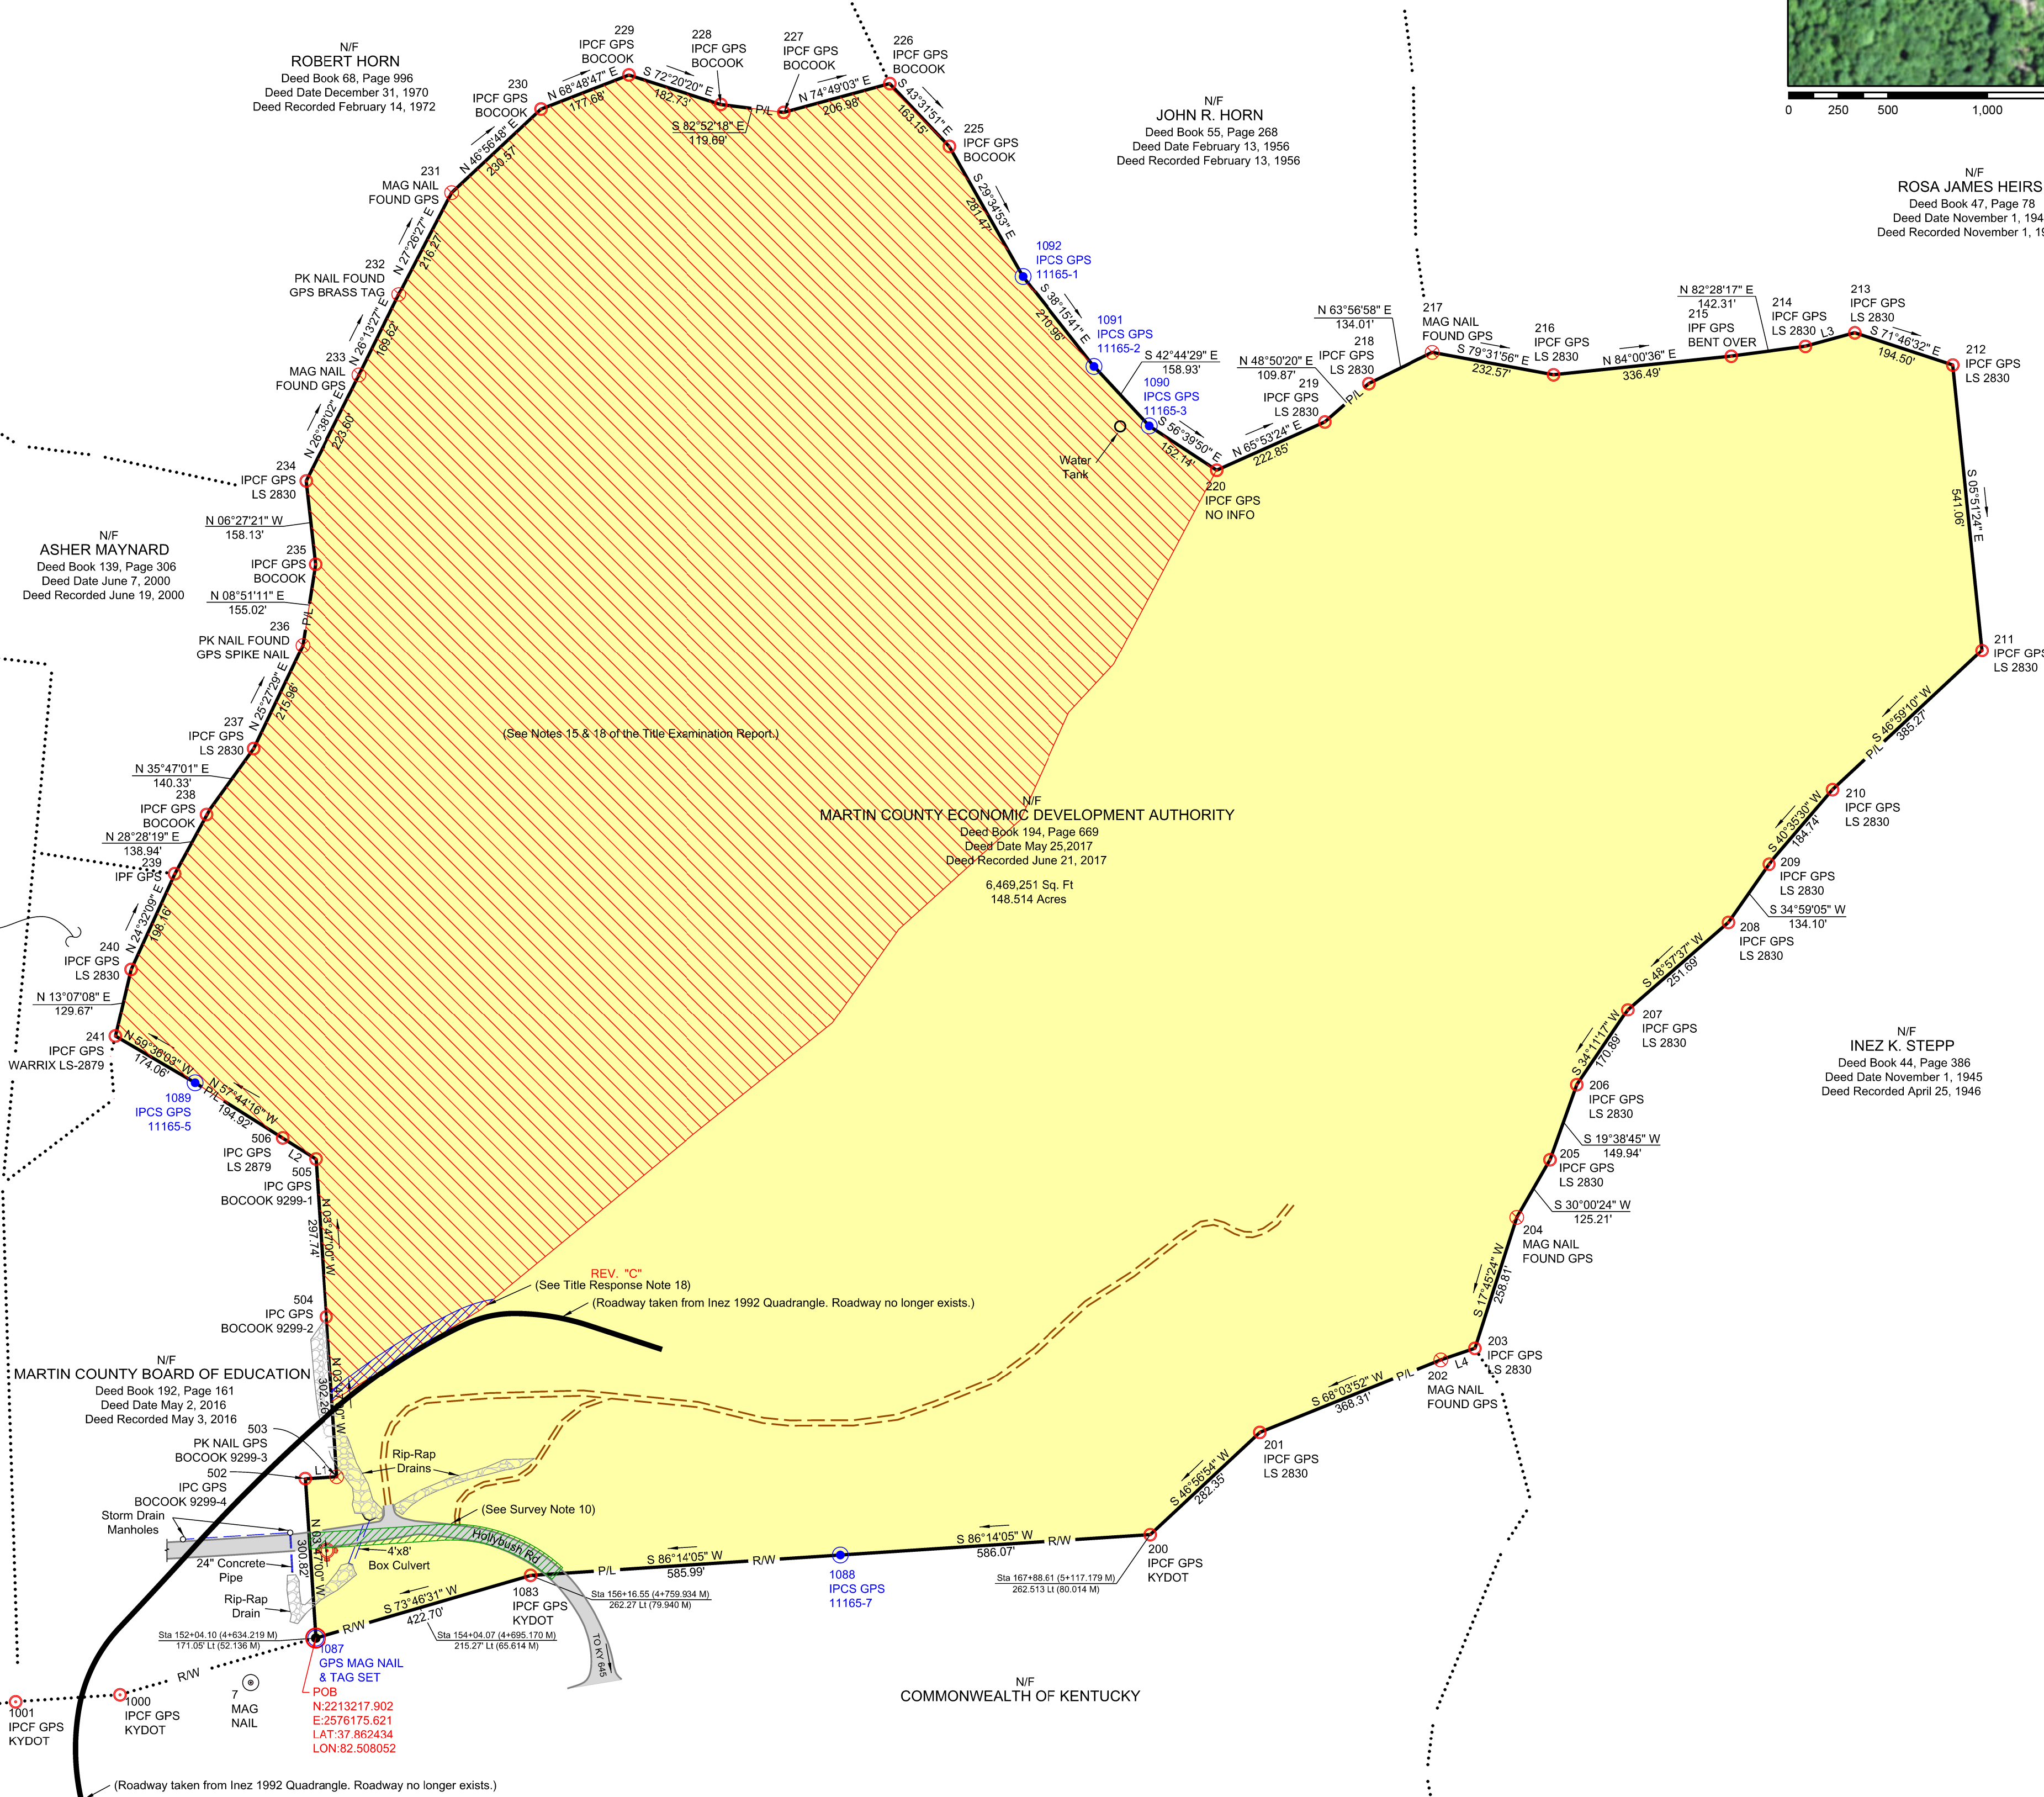 N/F
ROBERT HORN
Deed Book 68, Page 996
Deed Date December 31, 1970
Deed Recorded February 14, 1972
229
IPCF GPS
BOCOOK
228
IPCF GPS
BOCOOK
227
IPCF GPS
BOCOOK
226
IPCF GPS
BOCOOK
230
IPCF GPS
BOCOOK
N 68°48'47" E
177.68'
S 72°20'20" E
182.73'
P/L
S 82°52'18" E
119.69'
N 74°49'03" E
206.98'
S 43°31'51" E
163.15'
225
IPCF GPS
BOCOOK
N/F
JOHN R. HORN
Deed Book 55, Page 268
Deed Date February 13, 1956
Deed Recorded February 13, 1956
0 250 500 1,000
N/F
ROSA JAMES HEIRS
Deed Book 47, Page 78
Deed Date November 1, 194
Deed Recorded November 1, 19
N 46°56'48" E
230.57'
231
MAG NAIL
FOUND GPS
N 27°26'27" E
216.27'
232
PK NAIL FOUND
GPS BRASS TAG
N 26°13'27" E
169.62'
233
MAG NAIL
FOUND GPS
N 26°38'02" E
223.60'
234
IPCF GPS
LS 2830
S 29°34'53" E
281.47'
1092
IPCS GPS
11165-1
S 38°15'41" E
210.96'
1091
IPCS GPS
11165-2
S 42°44'29" E
158.93'
1090
IPCS GPS
11165-3
Water
Tank
S 56°39'50" E
152.14'
220
IPCF GPS
NO INFO
N 65°53'24" E
222.85'
219
IPCF GPS
LS 2830
N 48°50'20" E
109.87'
P/L
218
IPCF GPS
LS 2830
N 63°56'58" E
134.01'
217
MAG NAIL
FOUND GPS
S 79°31'56" E
232.57'
216
IPCF GPS
LS 2830
N 84°00'36" E
336.49'
215
IPF GPS
BENT OVER
N 82°28'17" E
142.31'
214
IPCF GPS
LS 2830
L3
213
IPCF GPS
LS 2830
S 71°46'32" E
194.50'
212
IPCF GPS
LS 2830
S 05°51'24" E
541.06'
211
IPCF GPS
LS 2830
N 06°27'21" W
158.13'
N/F
ASHER MAYNARD
Deed Book 139, Page 306
Deed Date June 7, 2000
Deed Recorded June 19, 2000
235
IPCF GPS
BOCOOK
N 08°51'11" E
155.02'
P/L
236
PK NAIL FOUND
GPS SPIKE NAIL
N 25°27'29" E
215.96'
237
IPCF GPS
LS 2830
N 35°47'01" E
140.33'
238
IPCF GPS
BOCOOK
N 28°28'19" E
138.94'
239
IPF GPS
N 24°32'09" E
198.16'
240
IPCF GPS
LS 2830
N 13°07'08" E
129.67'
241
IPCF GPS
WARRIX LS-2879
(See Notes 15 & 18 of the Title Examination Report.)
N/F
MARTIN COUNTY ECONOMIC DEVELOPMENT AUTHORITY
Deed Book 194, Page 669
Deed Date May 25,2017
Deed Recorded June 21, 2017
6,469,251 Sq. Ft
148.514 Acres
S 46°59'10" W
385.27'
P/L
210
IPCF GPS
LS 2830
S 40°35'30" W
184.74'
209
IPCF GPS
LS 2830
S 34°59'05" W
134.10'
208
IPCF GPS
LS 2830
S 48°57'37" W
251.69'
207
IPCF GPS
LS 2830
S 34°11'17" W
170.89'
206
IPCF GPS
LS 2830
S 19°38'45" W
149.94'
205
IPCF GPS
LS 2830
S 30°00'24" W
125.21'
204
MAG NAIL
FOUND GPS
S 17°45'24" W
258.81'
203
IPCF GPS
LS 2830
L4
202
MAG NAIL
FOUND GPS
N/F
INEZ K. STEPP
Deed Book 44, Page 386
Deed Date November 1, 1945
Deed Recorded April 25, 1946
N 59°36'03" W
174.06'
1089
IPCS GPS
11165-5
P/L
N 57°44'16" W
194.92'
506
IPC GPS
LS 2879
L2
505
IPC GPS
BOCOOK 9299-1
N 03°47'00" W
297.74'
504
IPC GPS
BOCOOK 9299-2
REV. "C"
(See Title Response Note 18)
(Roadway taken from Inez 1992 Quadrangle. Roadway no longer exists.)
N/F
MARTIN COUNTY BOARD OF EDUCATION
Deed Book 192, Page 161
Deed Date May 2, 2016
Deed Recorded May 3, 2016
302.26'
503
PK NAIL GPS
BOCOOK 9299-3
L1
502
IPC GPS
BOCOOK 9299-4
Storm Drain
Manholes
24" Concrete
Pipe
Rip-Rap
Drain
Rip-Rap
Drains
(See Survey Note 10)
Hollybush Rd
4'x8'
Box Culvert
N 03°47'00" W
300.82'
S 68°03'52" W
368.31'
P/L
201
IPCF GPS
LS 2830
S 46°56'54" W
282.35'
200
IPCF GPS
KYDOT
Sta 167+88.61 (5+117.179 M)
262.513 Lt (80.014 M)
S 86°14'05" W
586.07'
R/W
1088
IPCS GPS
11165-7
R/W
S 86°14'05" W
585.99'
P/L
1083
IPCF GPS
KYDOT
Sta 156+16.55 (4+759.934 M)
262.27 Lt (79.940 M)
S 73°46'31" W
422.70'
R/W
Sta 154+04.07 (4+695.170 M)
215.27' Lt (65.614 M)
Sta 152+04.10 (4+634.219 M)
171.05' Lt (52.136 M)
TO KY 645
1087
GPS MAG NAIL
& TAG SET
POB
N:2213217.902
E:2576175.621
LAT:37.862434
LON:82.508052
R/W
7
MAG
NAIL
1000
IPCF GPS
KYDOT
1001
IPCF GPS
KYDOT
N/F
COMMONWEALTH OF KENTUCKY
(Roadway taken from Inez 1992 Quadrangle. Roadway no longer exists.)